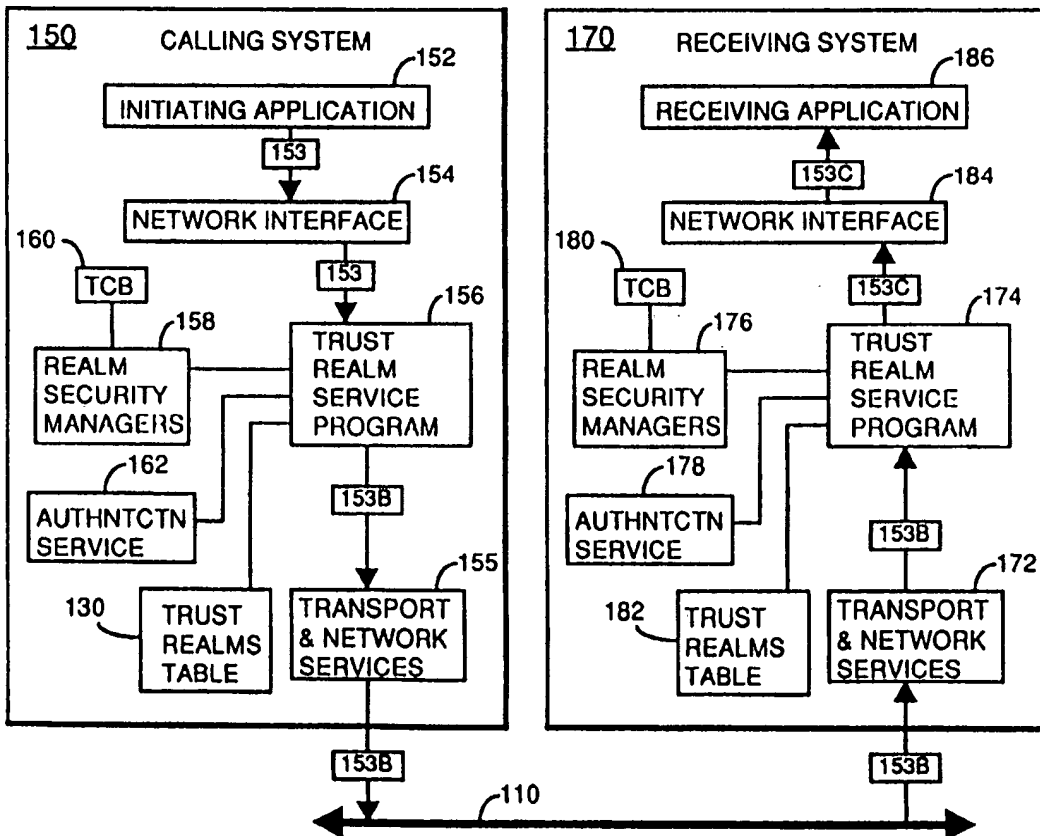 150 CALLING SYSTEM
152
INITIATING APPLICATION
153
154
NETWORK INTERFACE
160
TCB
153
156
158
REALM
SECURITY
MANAGERS
TRUST
REALM
SERVICE
PROGRAM
162
AUTHNTCTN
SERVICE
153B
155
130
TRUST
REALMS
TABLE
TRANSPORT
& NETWORK
SERVICES
153B
110
170 RECEIVING SYSTEM
186
RECEIVING APPLICATION
153C
184
NETWORK INTERFACE
180
TCB
153C
174
176
REALM
SECURITY
MANAGERS
TRUST
REALM
SERVICE
PROGRAM
178
AUTHNTCTN
SERVICE
153B
172
182
TRUST
REALMS
TABLE
TRANSPORT
& NETWORK
SERVICES
153B